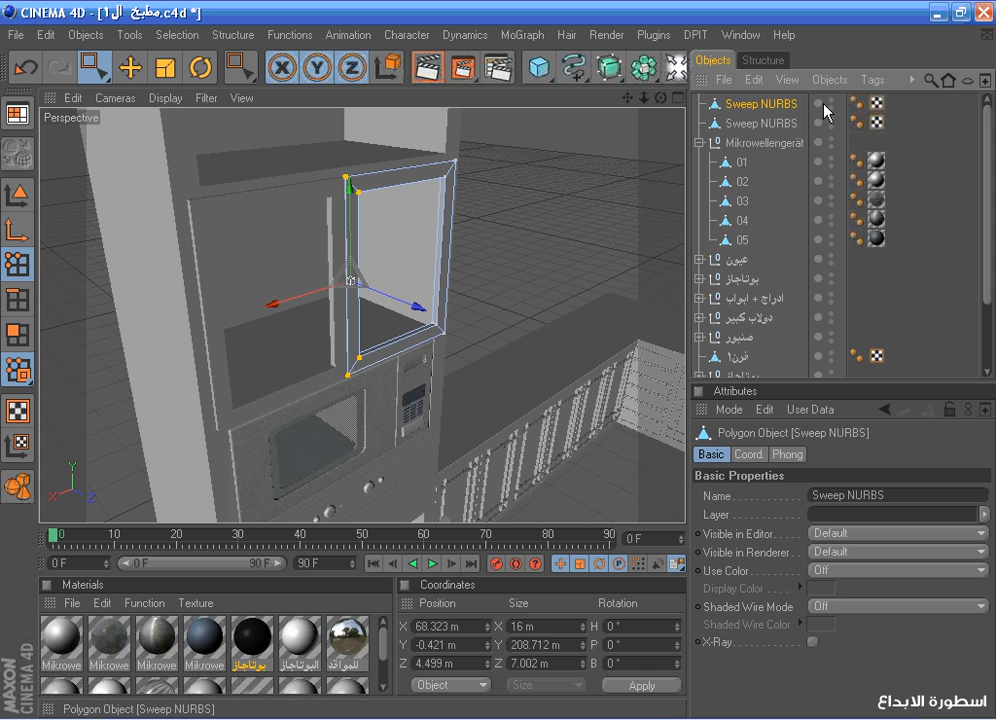 CINEMA 4D - [مطبخ ال1.c4d *]
File Edit Objects Tools Selection Structure Functions Animation Character Dynamics MoGraph Hair Render Plugins DPIT Window Help
Edit Cameras Display Filter View
Perspective
Objects Structure
File Edit View Objects Tags
Sweep NURBS
Sweep NURBS
Mikrowellengerät
01
02
03
04
05
عيون
بوتاجاز
ادراج + ابواب
دولاب كبير
صنبور
فرن1
Attributes
Mode Edit User Data
Polygon Object [Sweep NURBS]
Basic Coord. Phong
Basic Properties
Name Sweep NURBS
Layer
Visible in Editor Default
Visible in Renderer Default
Use Color Off
Display Color
Shaded Wire Mode Off
Shaded Wire Color
X-Ray
0 10 20 30 40 50 60 70 80 90 0 F
0 F 0 F 90 F 90 F
Materials
File Edit Function Texture
Mikrowe Mikrowe Mikrowe Mikrowe بوتاجاز البوتاجاز
Coordinates
Position Size Rotation
X 68.323 m X 16 m H 0 °
Y -0.421 m Y 208.712 m P 0 °
Z 4.499 m Z 7.002 m B 0 °
Object Size Apply
MAXON
CINEMA 4D
Polygon Object [Sweep NURBS]
اسطورة الابداع